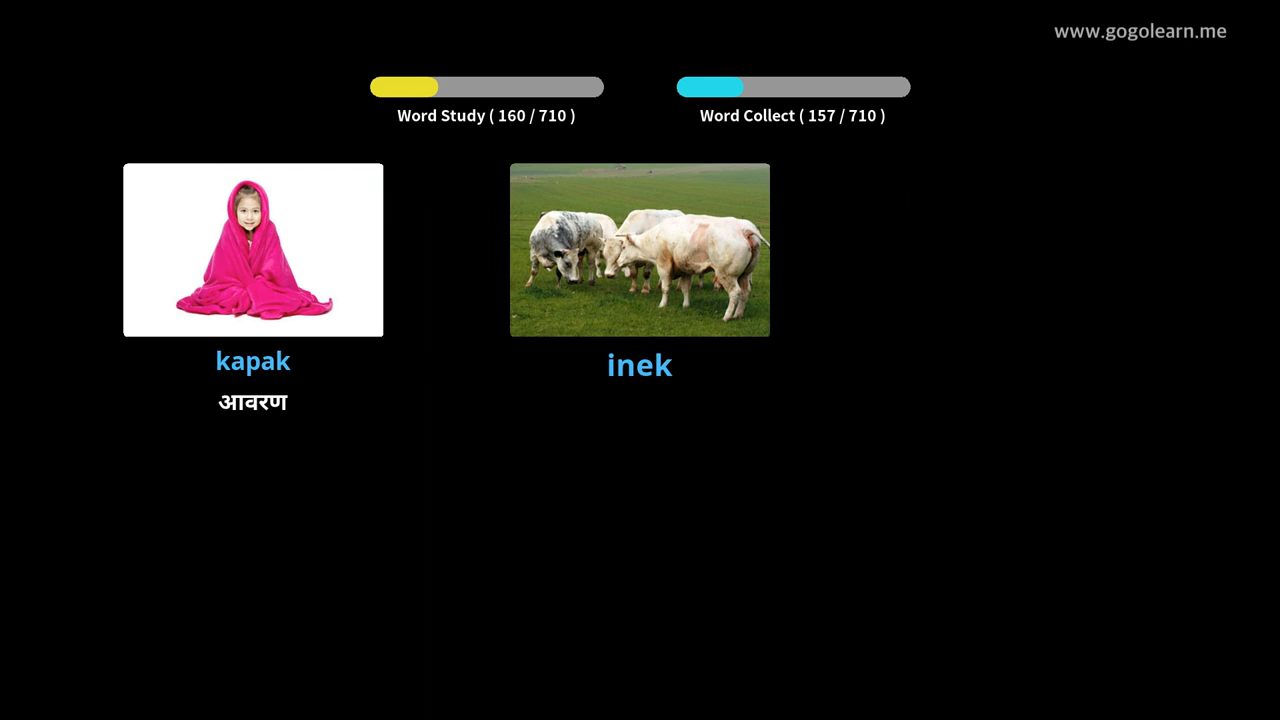 www.gogolearn.me
Word Study ( 160 / 710 )
Word Collect ( 157 / 710 )
kapak
आवरण
inek